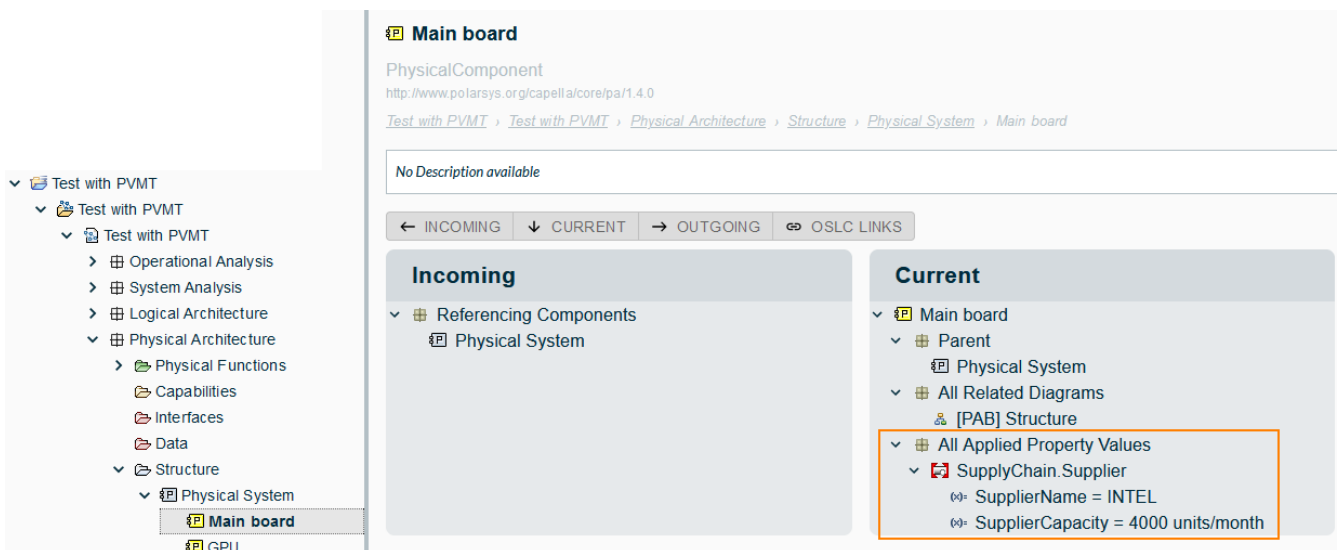 Test with PVMT
Test with PVMT
Test with PVMT
Operational Analysis
System Analysis
Logical Architecture
Physical Architecture
Physical Functions
Capabilities
Interfaces
Data
Structure
Physical System
Main board
GPU
Main board
PhysicalComponent
http://www.polarsys.org/capella/core/pa/1.4.0
Test with PVMT › Test with PVMT › Physical Architecture › Structure › Physical System › Main board
No Description available
← INCOMING ↓ CURRENT → OUTGOING OSLC LINKS
Incoming
Referencing Components
Physical System
Current
Main board
Parent
Physical System
All Related Diagrams
[PAB] Structure
All Applied Property Values
SupplyChain.Supplier
(x)= SupplierName = INTEL
(x)= SupplierCapacity = 4000 units/month